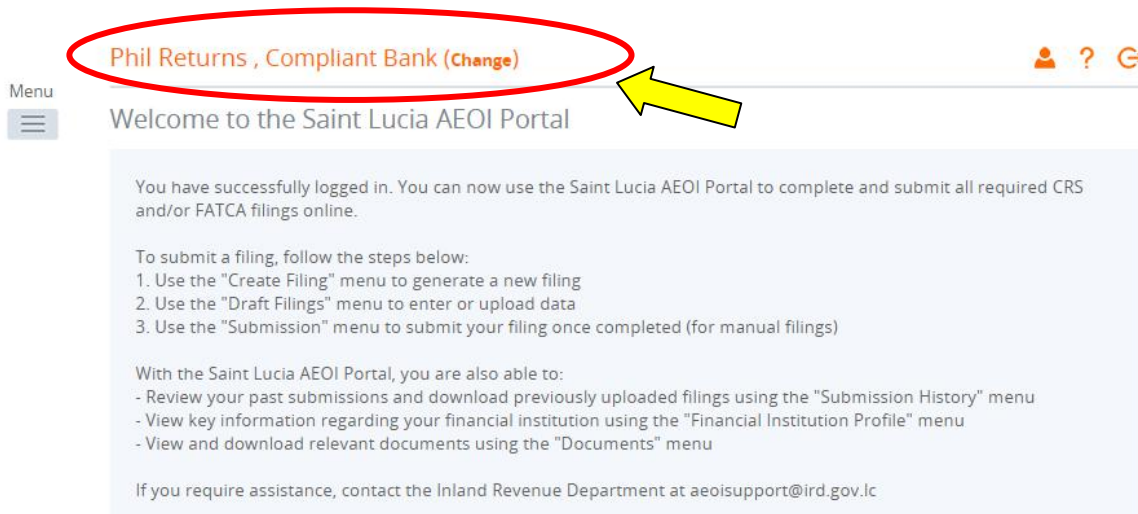 Phil Returns , Compliant Bank (Change)
?
Menu
Welcome to the Saint Lucia AEOI Portal
You have successfully logged in. You can now use the Saint Lucia AEOI Portal to complete and submit all required CRS
and/or FATCA filings online.
To submit a filing, follow the steps below:
1. Use the "Create Filing" menu to generate a new filing
2. Use the "Draft Filings" menu to enter or upload data
3. Use the "Submission" menu to submit your filing once completed (for manual filings)
With the Saint Lucia AEOI Portal, you are also able to:
- Review your past submissions and download previously uploaded filings using the "Submission History" menu
- View key information regarding your financial institution using the "Financial Institution Profile" menu
- View and download relevant documents using the "Documents" menu
If you require assistance, contact the Inland Revenue Department at aeoisupport@ird.gov.lc